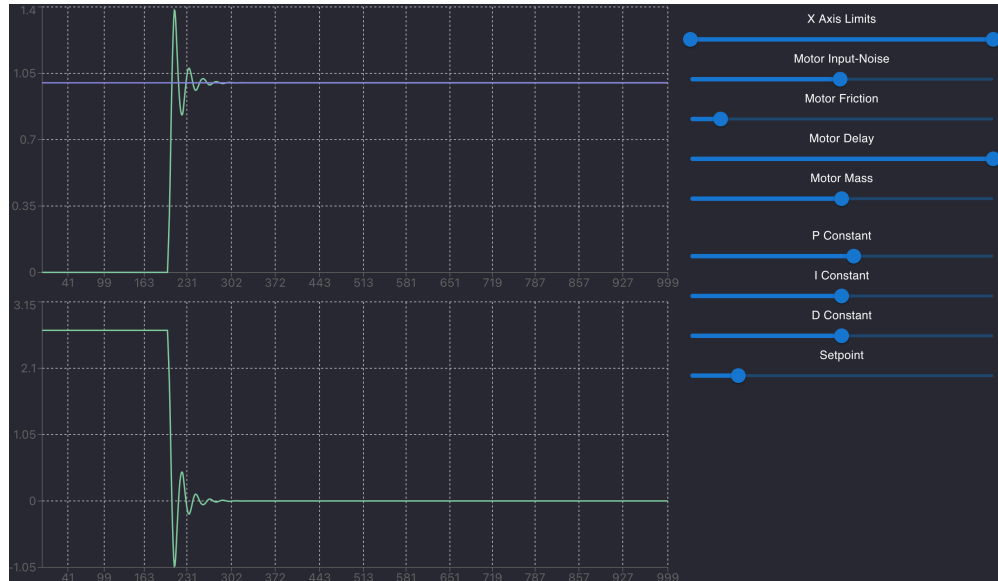 1.4
1.05
0.7
0.35
0
41 99 163 231 302 372 443 513 581 651 719 787 857 927 999
3.15
2.1
1.05
0
-1.05
41 99 163 231 302 372 443 513 581 651 719 787 857 927 999
X Axis Limits
Motor Input-Noise
Motor Friction
Motor Delay
Motor Mass
P Constant
I Constant
D Constant
Setpoint